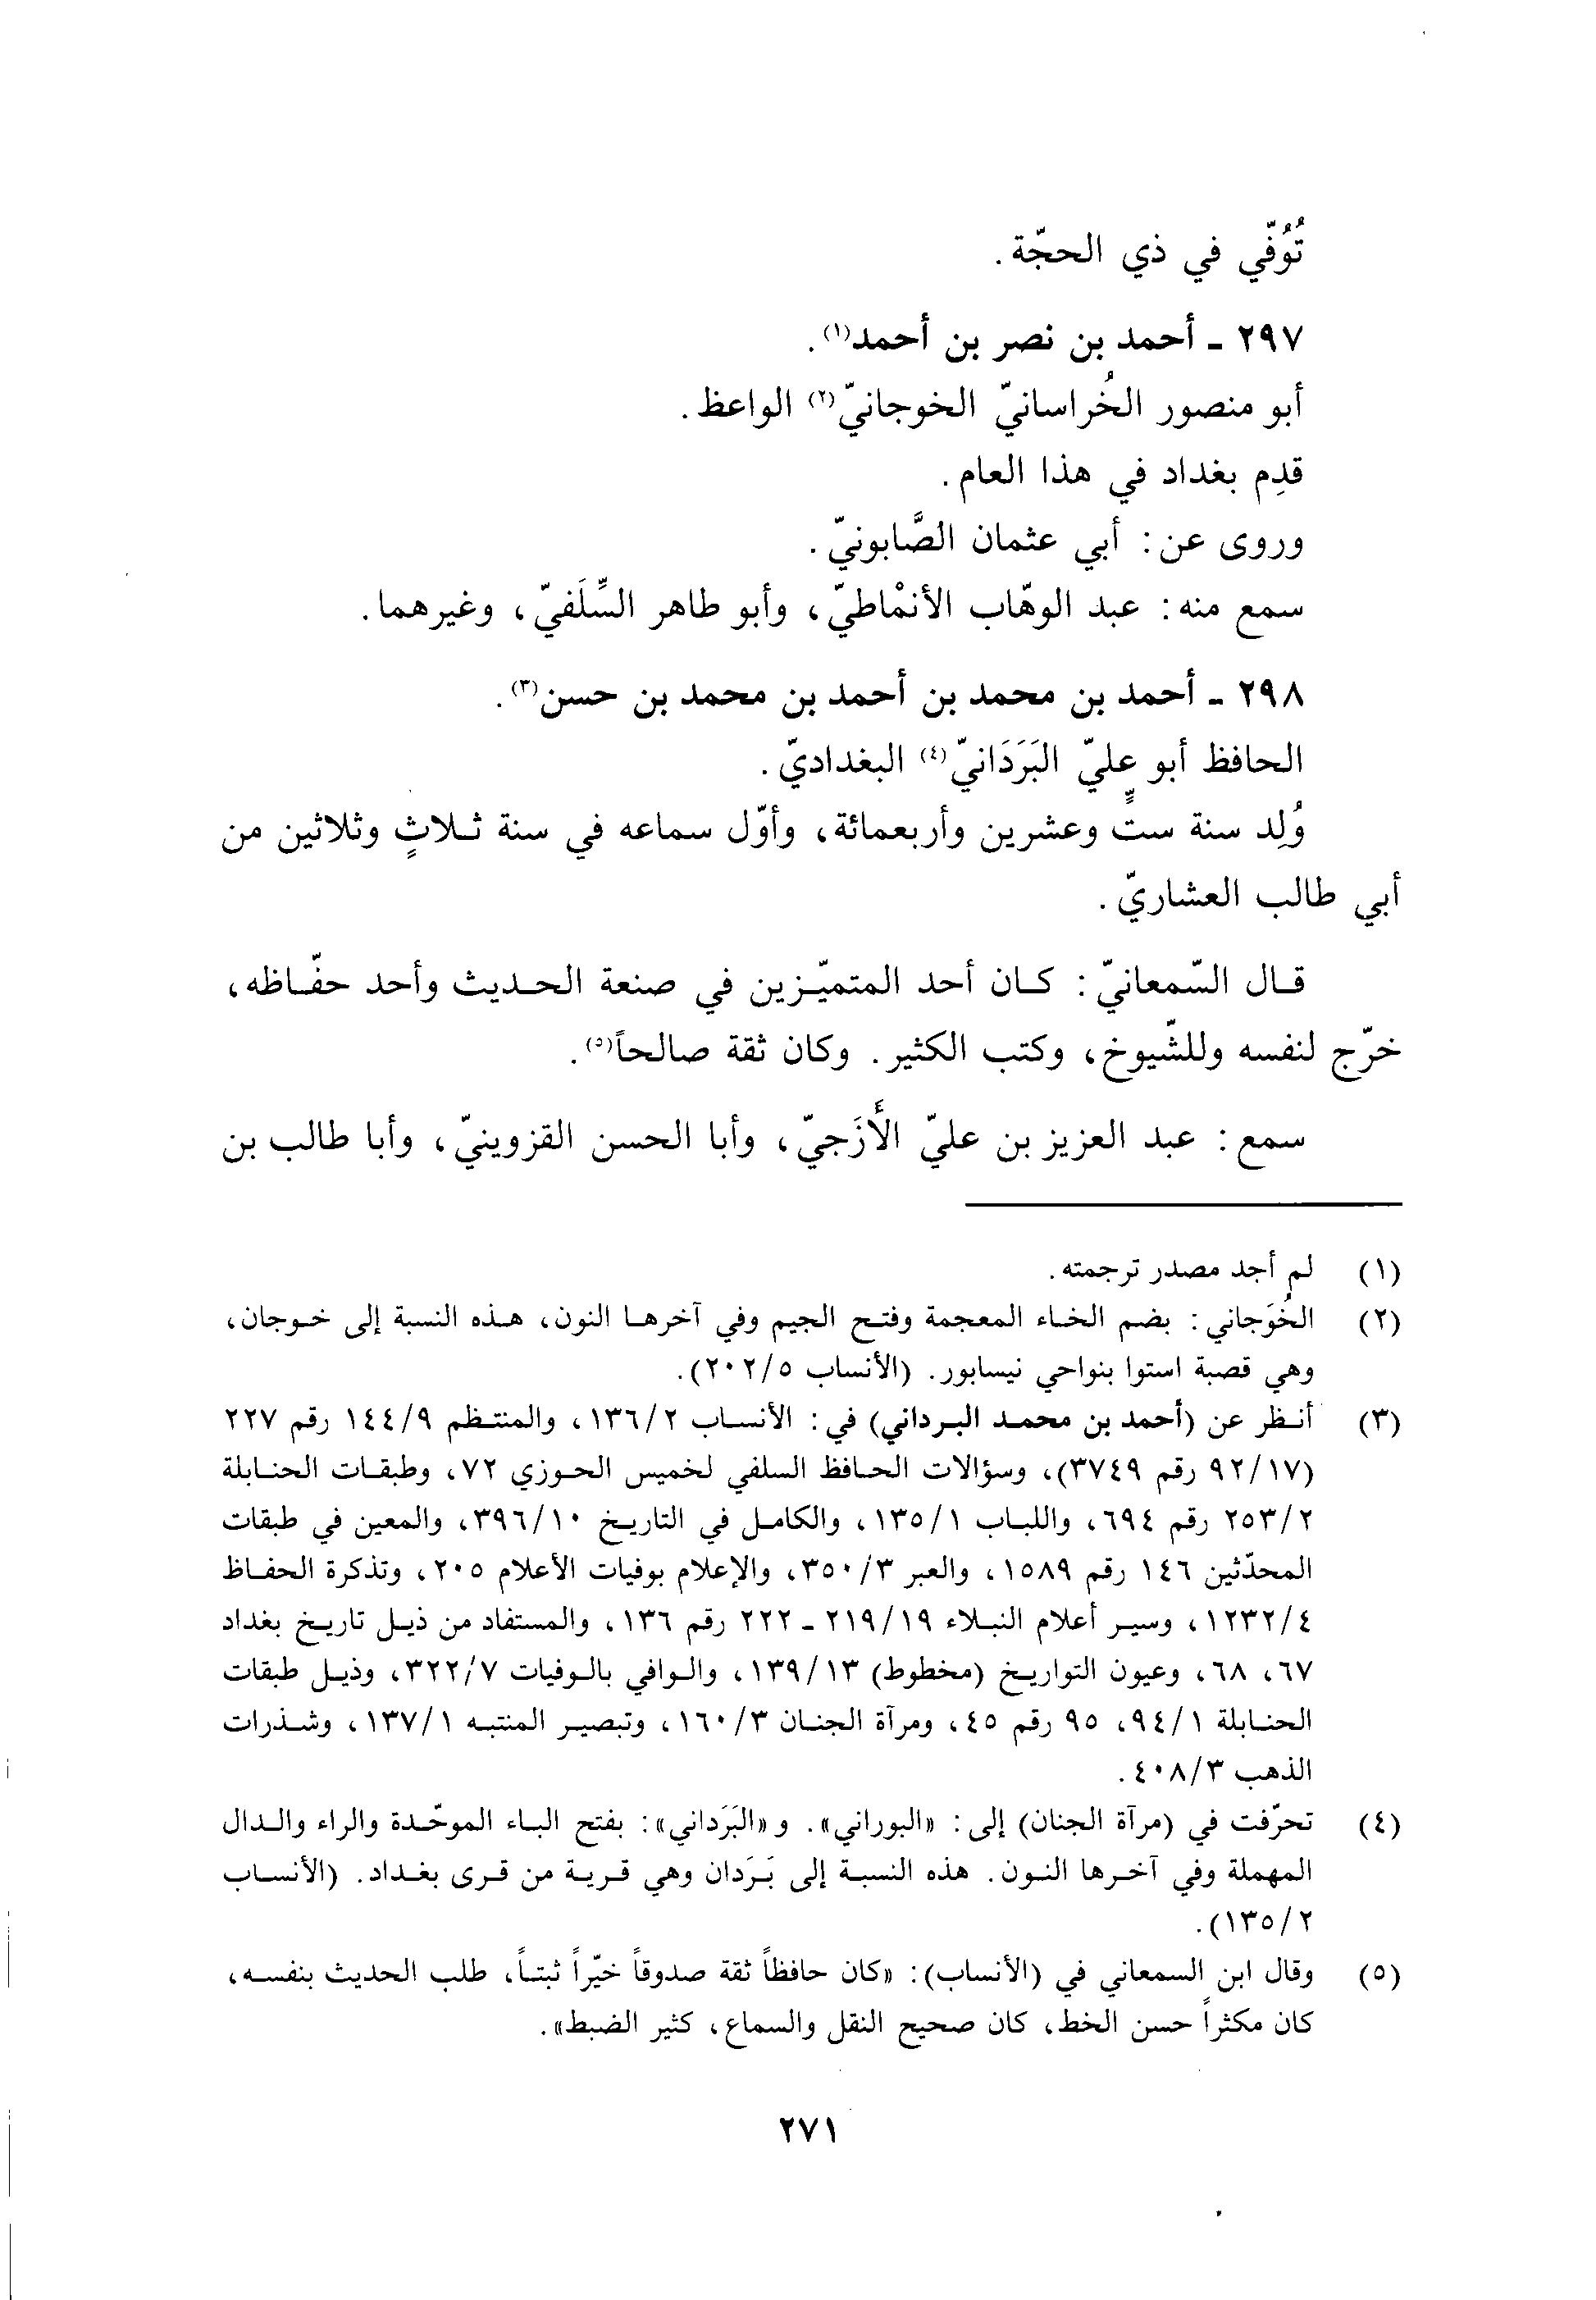 تُوُفّي في ذي الحجّة.
٢٩٧ - أحمد بن نصر بن أحمد(١).
أبو منصور الخُراسانيّ الخوجانيّ(٢) الواعظ.
قدِم بغداد في هذا العام.
وروى عن: أبي عثمان الصَّابونيّ.
سمع منه: عبد الوهّاب الأنْماطيّ، وأبو طاهر السِّلَفيّ، وغيرهما.
٢٩٨ - أحمد بن محمد بن أحمد بن محمد بن حسن(٣).
الحافظ أبو عليّ البَرَدَانيّ(٤) البغداديّ.
وُلِد سنة ستٍّ وعشرين وأربعمائة، وأوّل سماعه في سنة ثلاثٍ وثلاثين من
أبي طالب العشاريّ.
قال السّمعانيّ: كان أحد المتميّزين في صنعة الحديث وأحد حفّاظه،
خرّج لنفسه وللشّيوخ، وكتب الكثير. وكان ثقة صالحاً(٥).
سمع: عبد العزيز بن عليّ الأَزَجيّ، وأبا الحسن القزوينيّ، وأبا طالب بن
(١) لم أجد مصدر ترجمته.
(٢) الخُوَجاني: بضم الخاء المعجمة وفتح الجيم وفي آخرها النون، هذه النسبة إلى خوجان،
وهي قصبة استوا بنواحي نيسابور. (الأنساب ٢٠٢/٥).
(٣) أنظر عن (أحمد بن محمد البرداني) في: الأنساب ١٣٦/٢، والمنتظم ١٤٤/٩ رقم ٢٢٧
(٩٢/١٧ رقم ٣٧٤٩)، وسؤالات الحافظ السلفي لخميس الحوزي ٧٢، وطبقات الحنابلة
٢٥٣/٢ رقم ٦٩٤، واللباب ١٣٥/١، والكامل في التاريخ ٣٩٦/١٠، والمعين في طبقات
المحدّثين ١٤٦ رقم ١٥٨٩، والعبر ٣٥٠/٣، والإعلام بوفيات الأعلام ٢٠٥، وتذكرة الحفاظ
١٢٣٢/٤، وسير أعلام النبلاء ٢١٩/١٩ - ٢٢٢ رقم ١٣٦، والمستفاد من ذيل تاريخ بغداد
٦٧، ٦٨، وعيون التواريخ (مخطوط) ١٣٩/١٣، والوافي بالوفيات ٣٢٢/٧، وذيل طبقات
الحنابلة ٩٤/١، ٩٥ رقم ٤٥، ومرآة الجنان ١٦٠/٣، وتبصير المنتبه ١٣٧/١، وشذرات
الذهب ٤٠٨/٣.
(٤) تحرّفت في (مرآة الجنان) إلى: «البوراني». و«البَرَداني»: بفتح الباء الموحّدة والراء والدال
المهملة وفي آخرها النون. هذه النسبة إلى بَرَدان وهي قرية من قرى بغداد. (الأنساب
١٣٥/٢).
(٥) وقال ابن السمعاني في (الأنساب): «كان حافظاً ثقة صدوقاً خيّراً ثبتاً، طلب الحديث بنفسه،
كان مكثراً حسن الخط، كان صحيح النقل والسماع، كثير الضبط».
٢٧١